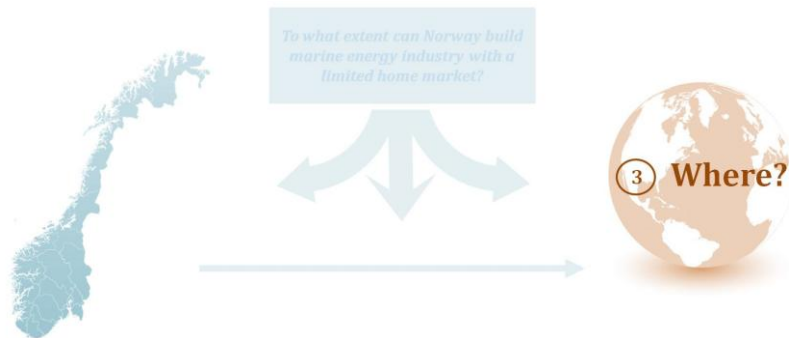 To what extent can Norway build
marine energy industry with a
limited home market?
3 Where?